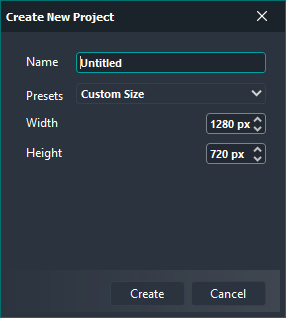 Create New Project
Name Untitled
Presets Custom Size
Width 1280 px
Height 720 px
Create Cancel